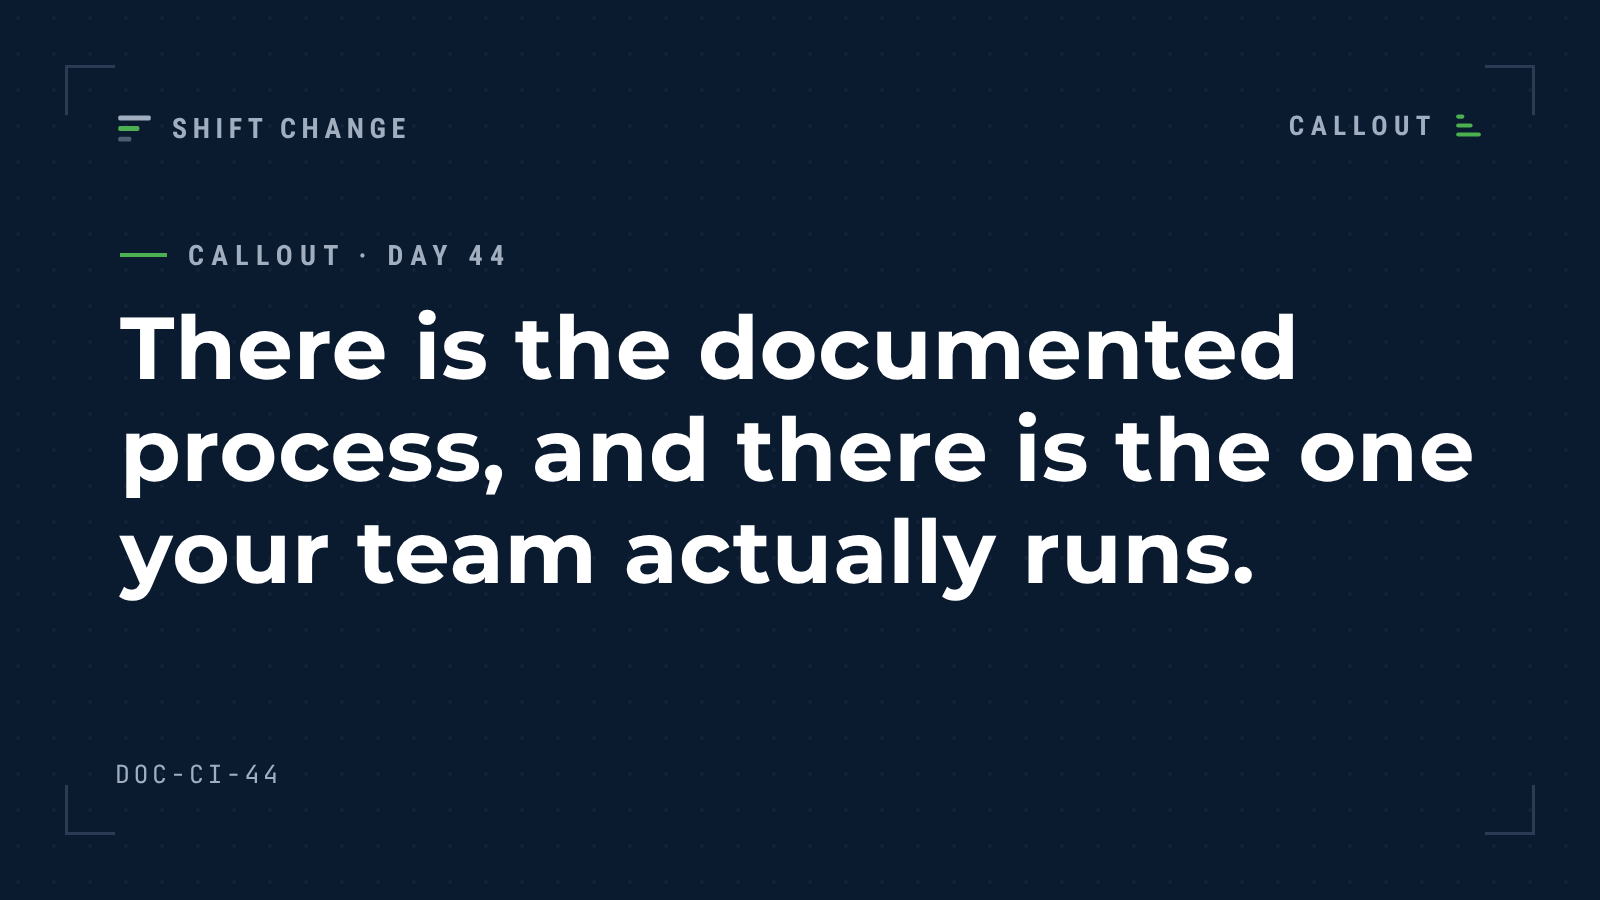 SHIFT CHANGE
CALLOUT
CALLOUT · DAY 44
There is the documented
process, and there is the one
your team actually runs.
DOC-CI-44